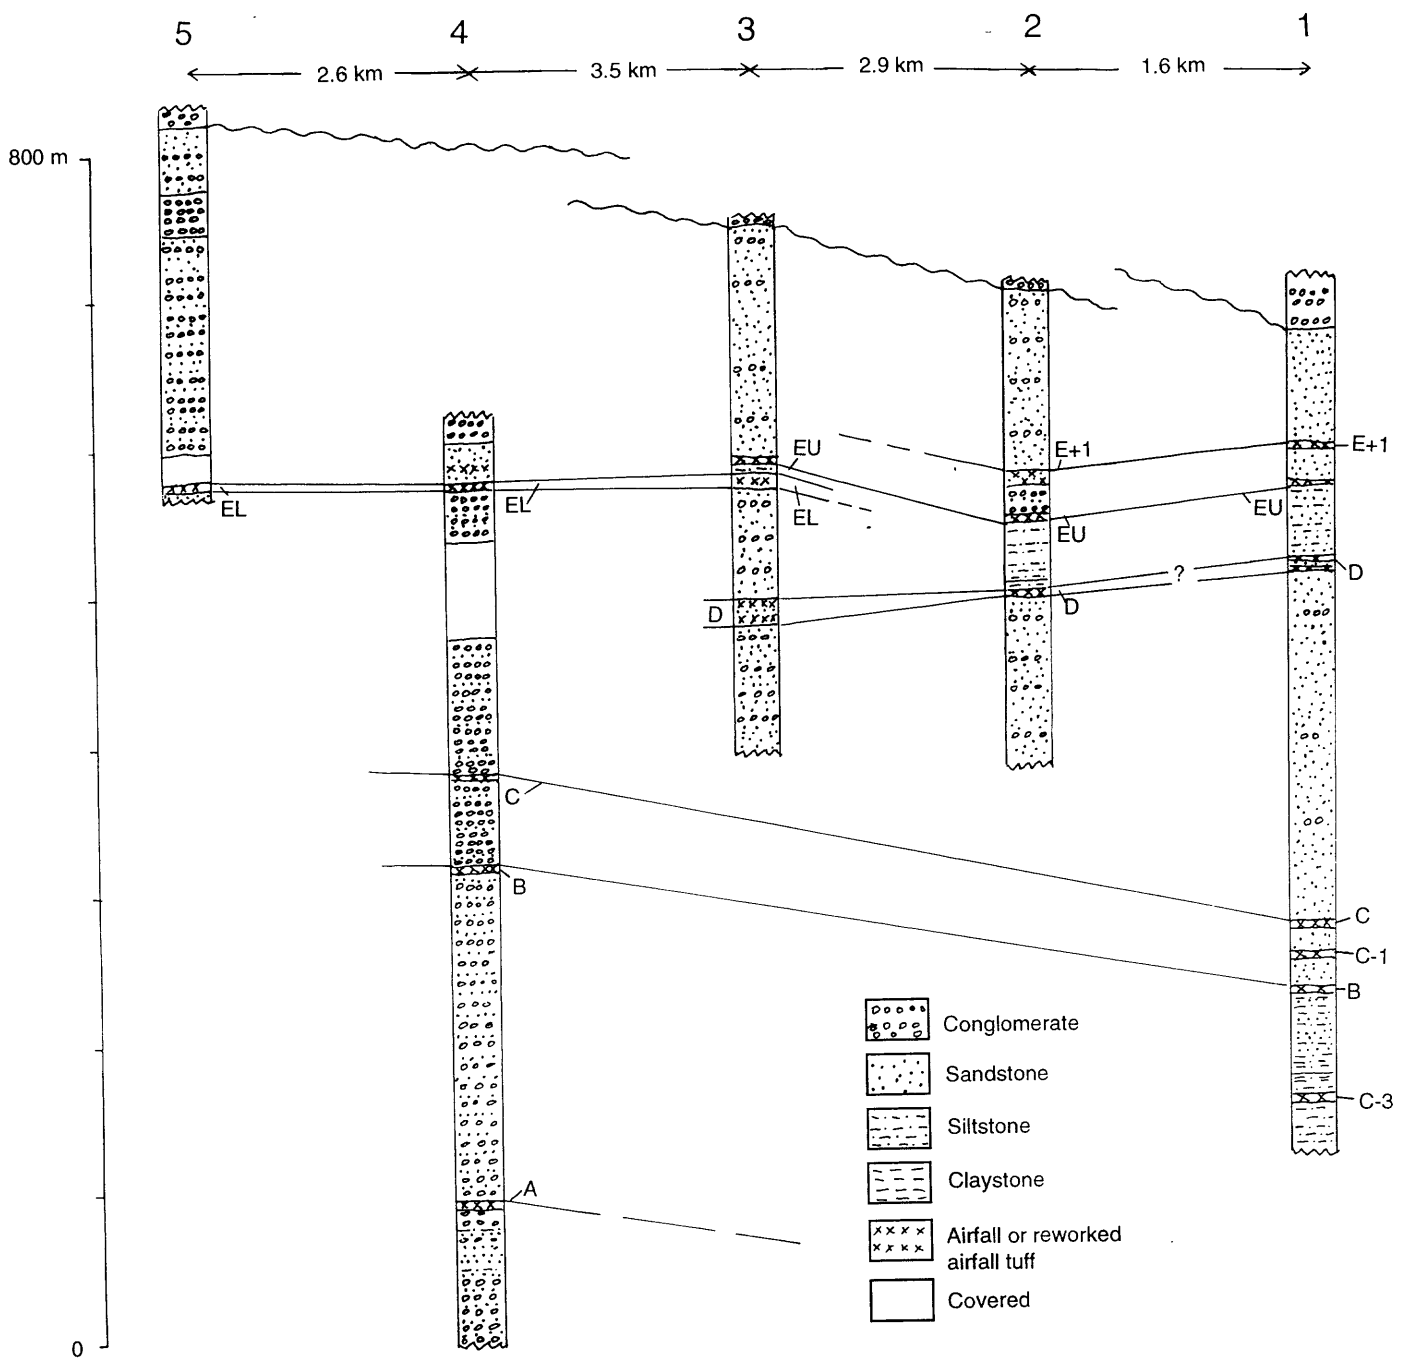 5 4 3 2 1
2.6 km 3.5 km 2.9 km 1.6 km
800 m
EU E+1 E+1
EL EL EL EU EU
?
D D D
C
B
C
C-1
B
Conglomerate
Sandstone
Siltstone
C-3
Claystone
A
Airfall or reworked
airfall tuff
Covered
0